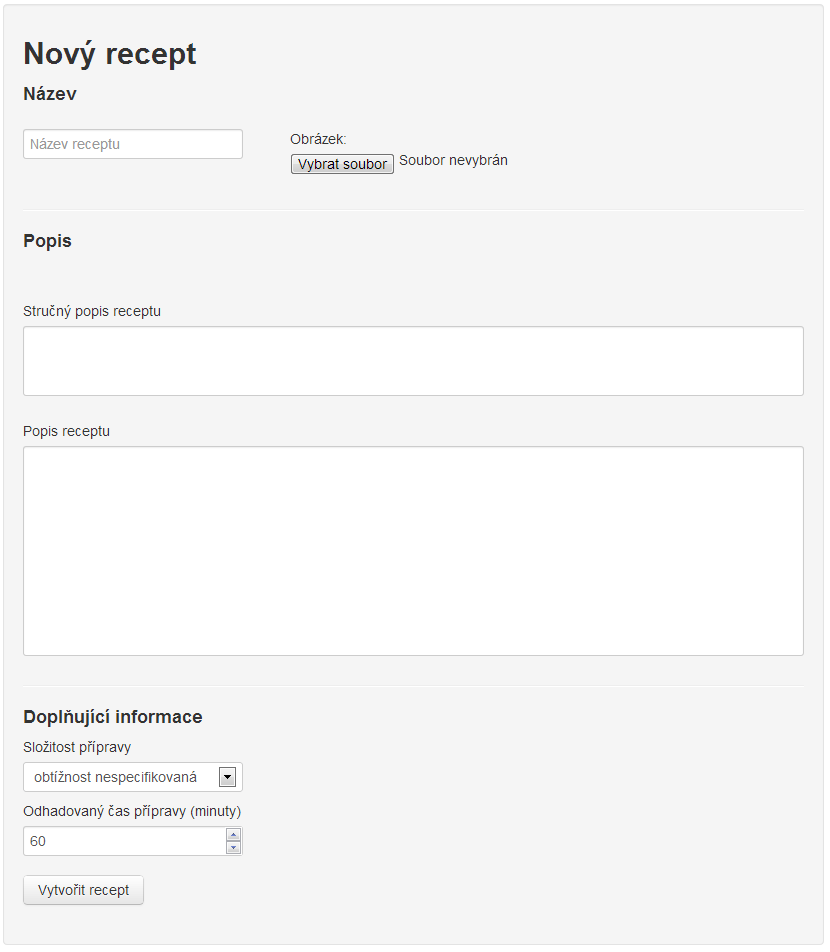 Nový recept
Název
Název receptu
Obrázek:
Vybrat soubor Soubor nevybrán
Popis
Stručný popis receptu
Popis receptu
Doplňující informace
Složitost přípravy
obtížnost nespecifikovaná
Odhadovaný čas přípravy (minuty)
60
Vytvořit recept